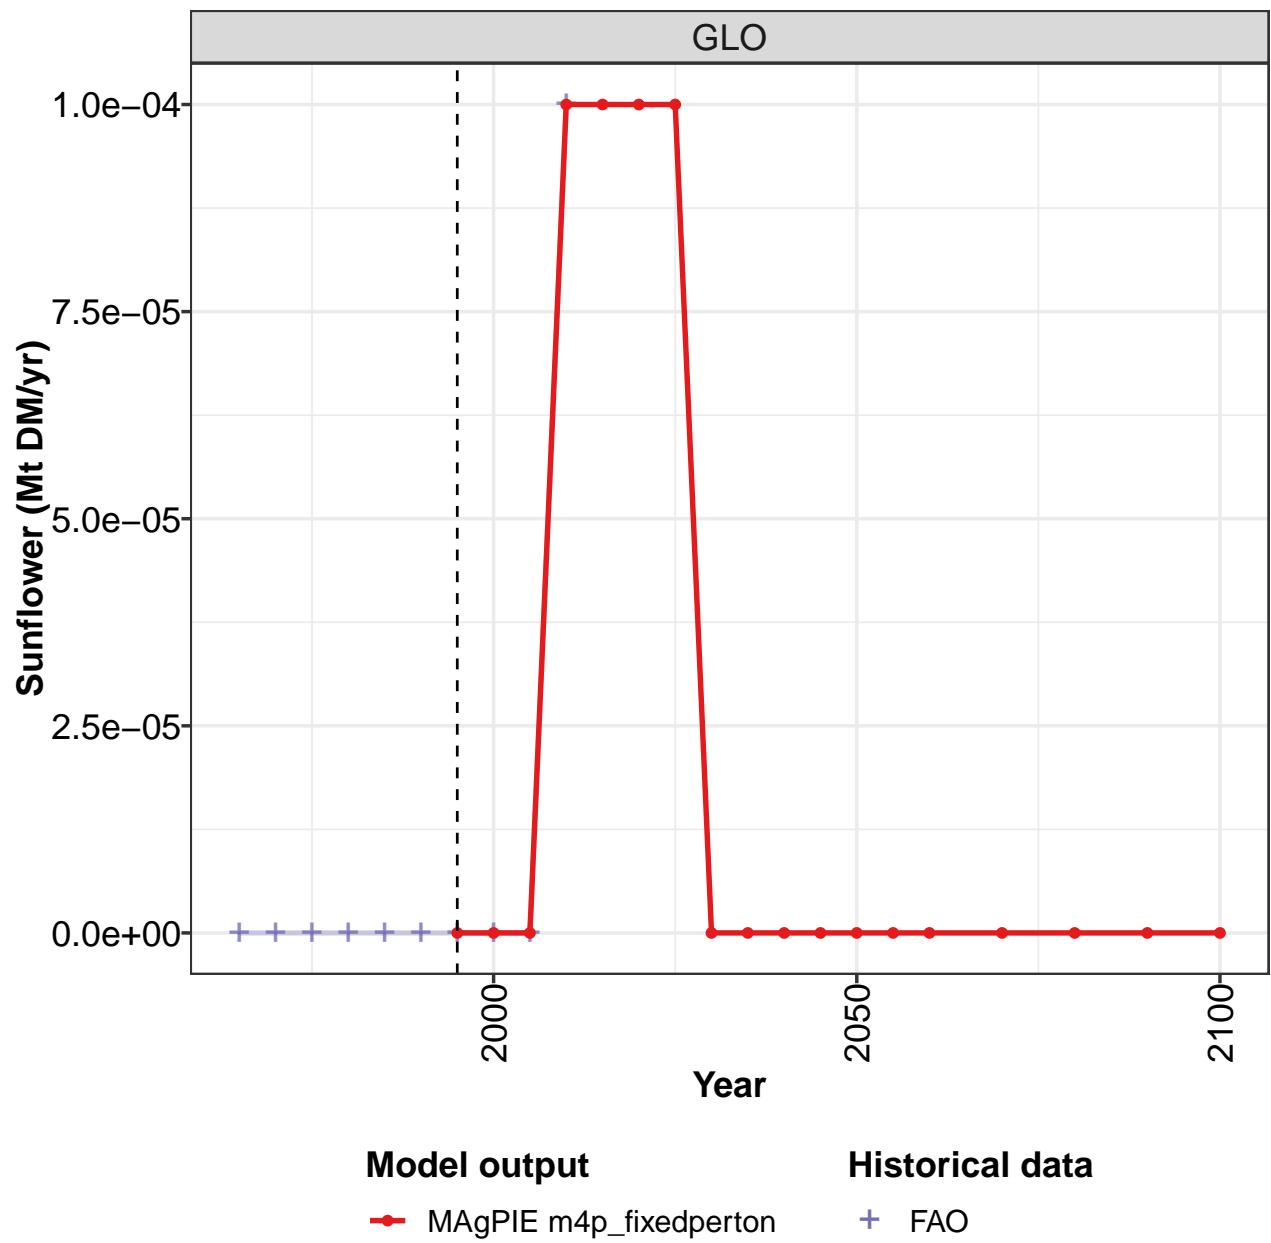 GLO
1.0e−04
7.5e−05
5.0e−05
2.5e−05
0.0e+00
Sunflower (Mt DM/yr)
2000
2050
2100
Year
Model output
MAgPIE m4p_fixedperton
Historical data
FAO